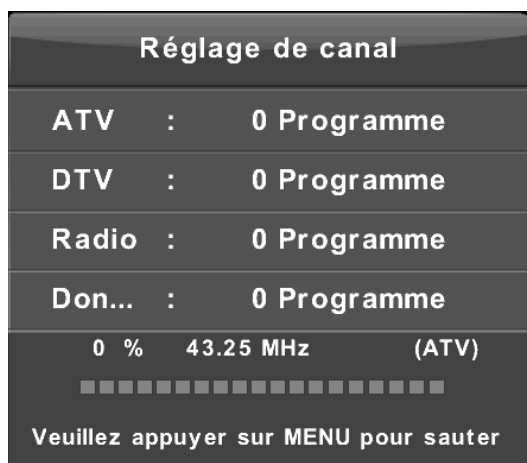 Réglage de canal
ATV : 0 Programme
DTV : 0 Programme
Radio : 0 Programme
Don... : 0 Programme
0 % 43.25 MHz (ATV)
Veuillez appuyer sur MENU pour sauter